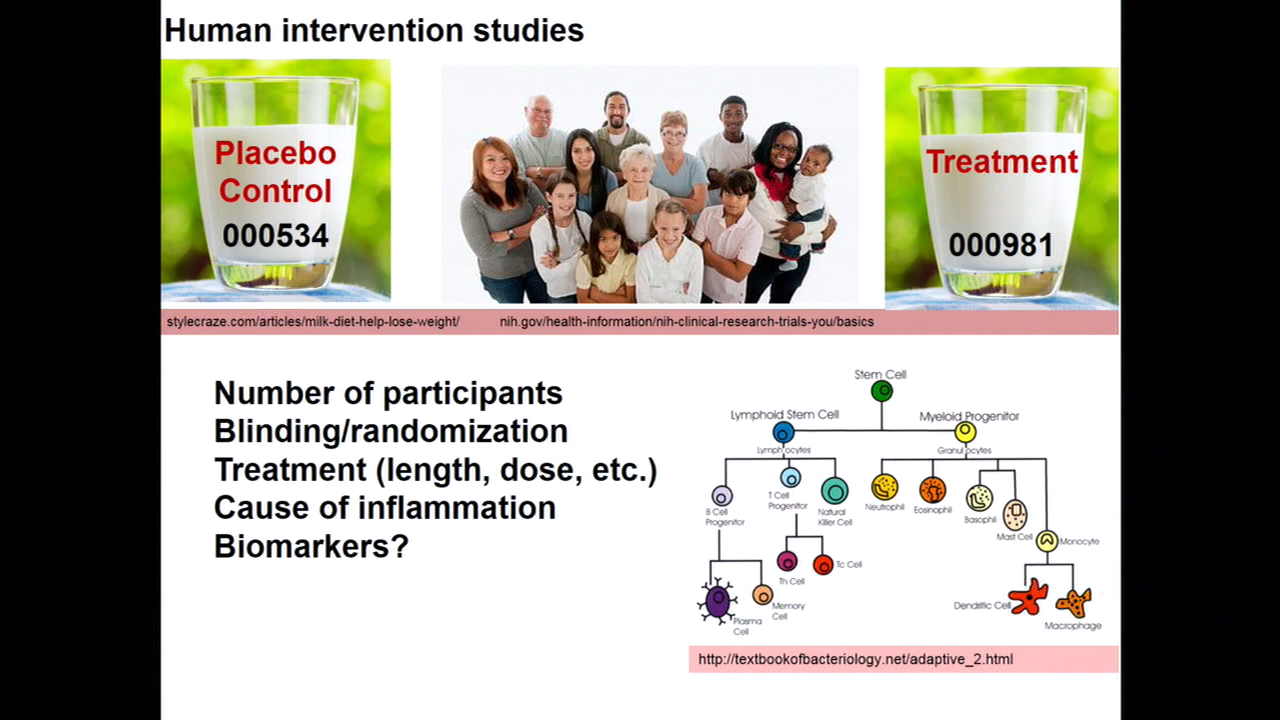 Human intervention studies
Placebo
Control
000534
Treatment
000981
stylecraze.com/articles/milk-diet-help-lose-weight/
nih.gov/health-information/nih-clinical-research-trials-you/basics
Number of participants
Blinding/randomization
Treatment (length, dose, etc.)
Cause of inflammation
Biomarkers?
Stem Cell
Lymphoid Stem Cell
Myeloid Progenitor
Lymphocytes
Granulocytes
B Cell
Progenitor
T Cell
Progenitor
Natural
Killer Cell
Neutrophil
Eosinophil
Basophil
Mast Cell
Monocyte
Th Cell
Tc Cell
Plasma
Cell
Memory
Cell
Dendritic Cell
Macrophage
http://textbookofbacteriology.net/adaptive_2.html